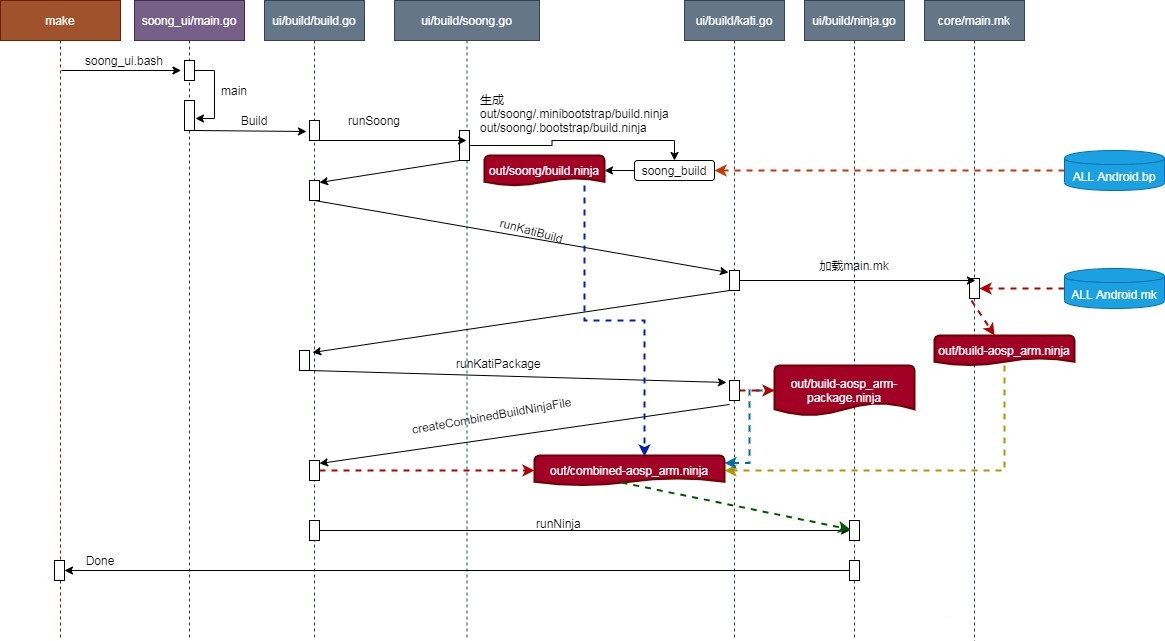 make
soong_ui/main.go
ui/build/build.go
ui/build/soong.go
ui/build/kati.go
ui/build/ninja.go
core/main.mk
soong_ui.bash
main
Build
runSoong
生成
out/soong/.minibootstrap/build.ninja
out/soong/.bootstrap/build.ninja
out/soong/build.ninja
soong_build
ALL Android.bp
runKatiBuild
加载main.mk
ALL Android.mk
out/build-aosp_arm.ninja
runKatiPackage
out/build-aosp_arm-
package.ninja
createCombinedBuildNinjaFile
out/combined-aosp_arm.ninja
runNinja
Done